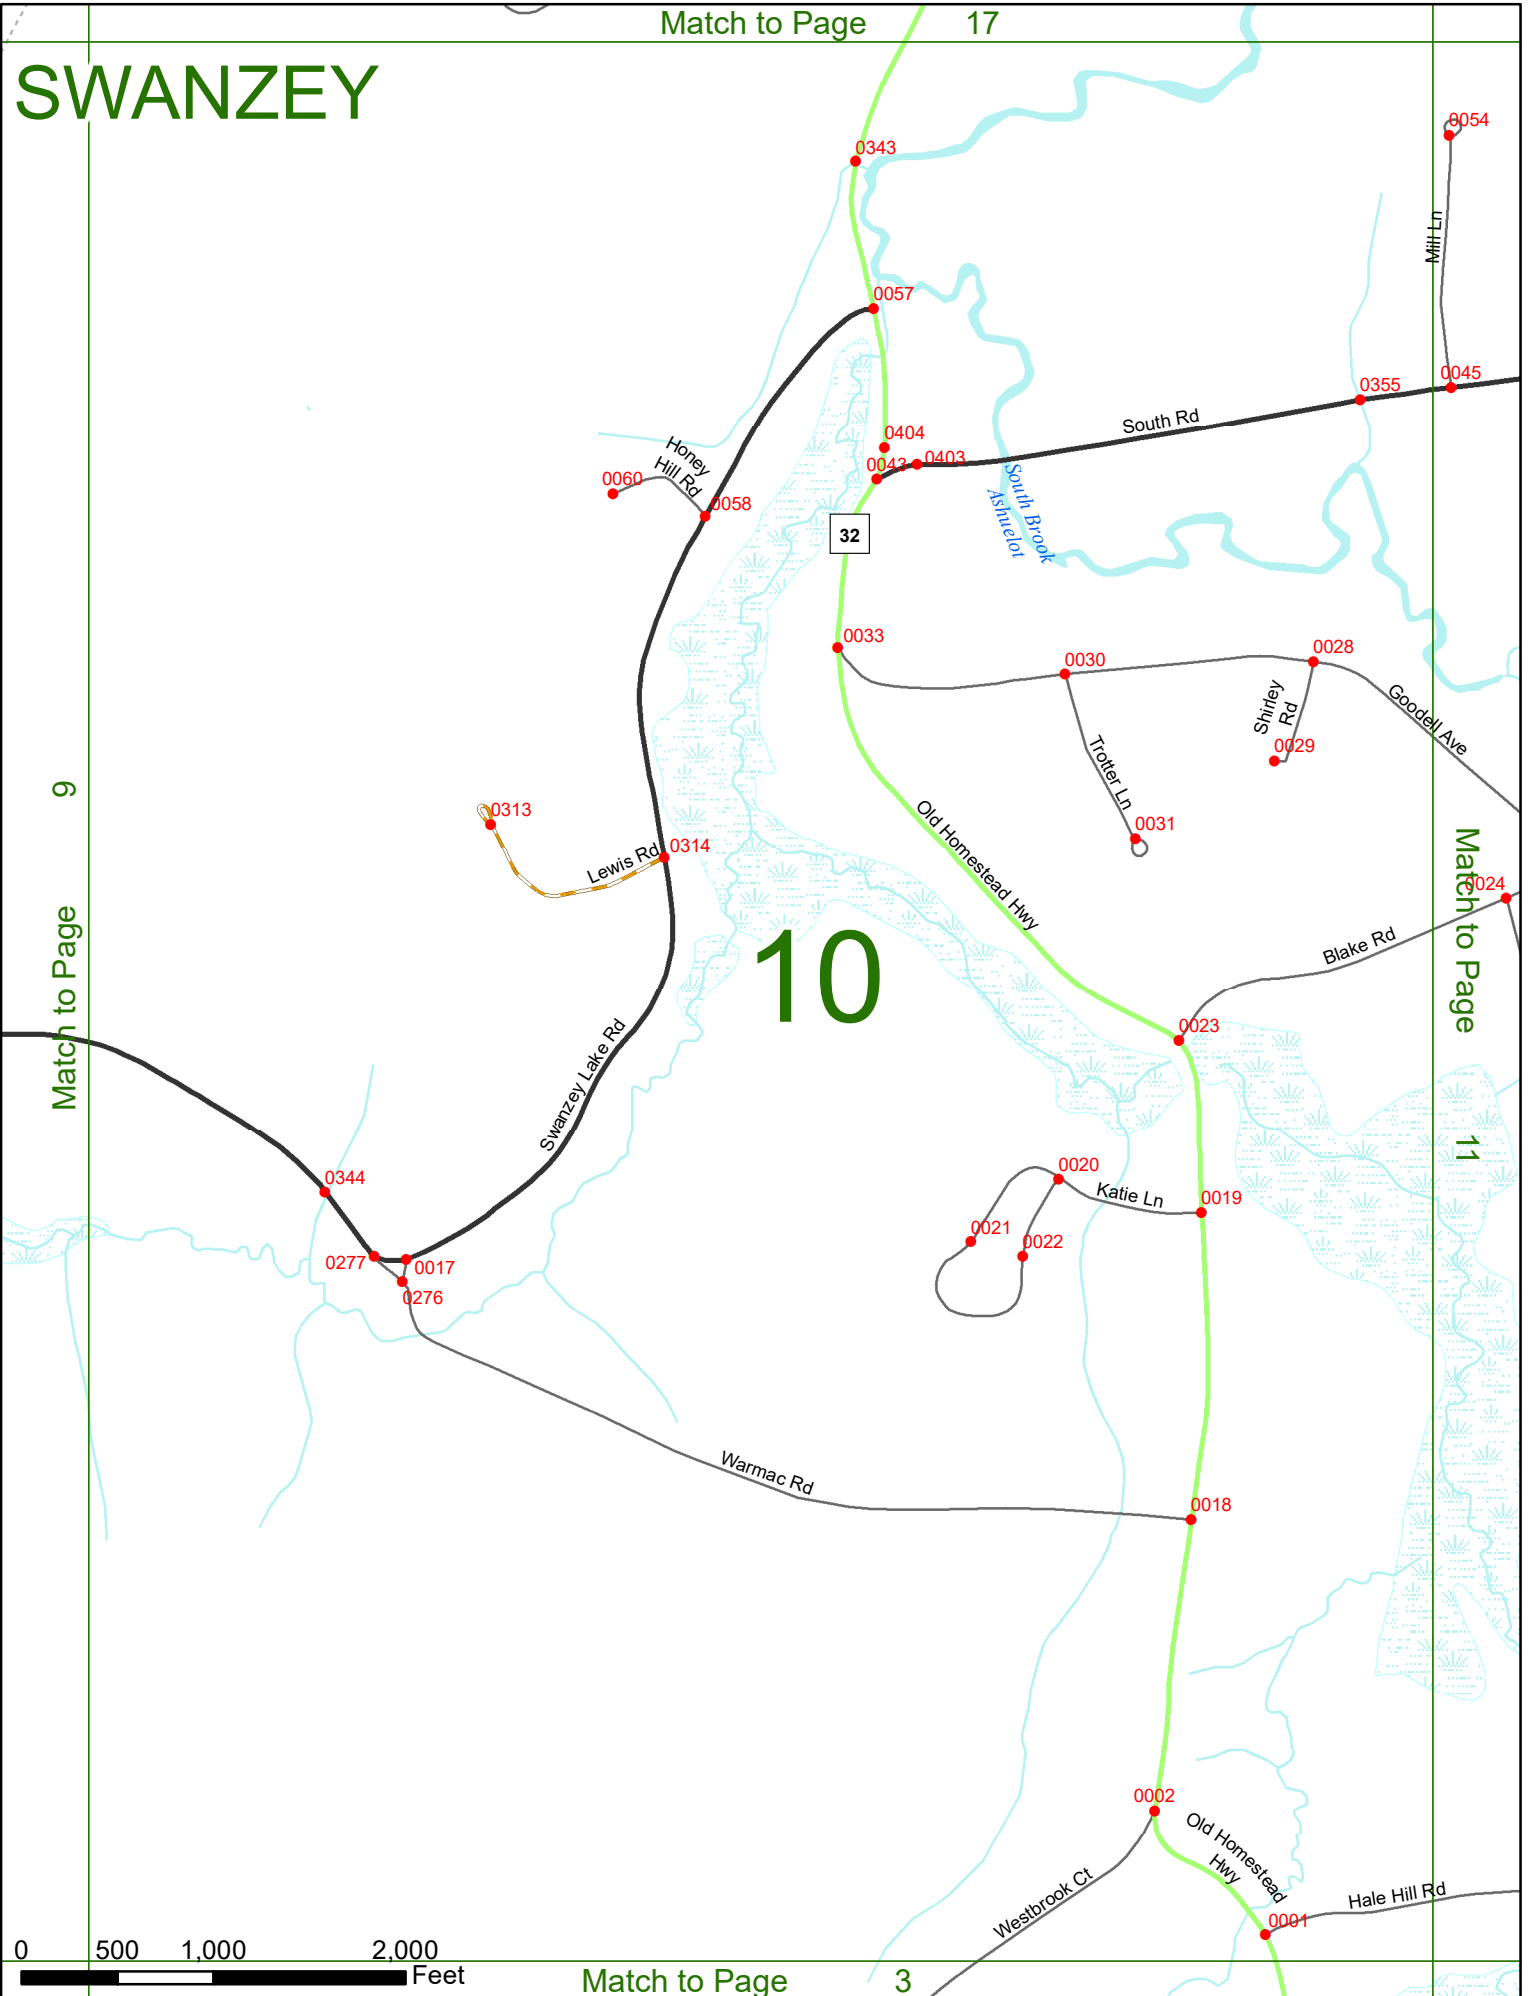 Match to Page 17
SWANZEY
0054
0343
Mill Ln
0057
0045
0355
South Rd
0404
0403
0043
Honey
Hill Rd
0060
0058
32
South Brook
Ashuelot
0033
0030
0028
Shirley
Rd
Goodell Ave
0029
Trotter Ln
0031
Match to Page 9
0313
0314
Lewis Rd
Old Homestead Hwy
Match to Page 11
0024
Blake Rd
10
0023
Swanzey Lake Rd
0344
0020
Katie Ln
0019
0021
0022
0277
0017
0276
Warmac Rd
0018
0002
Old Homestead
Hwy
Westbrook Ct
Hale Hill Rd
0001
0 500 1,000 2,000
Feet
Match to Page 3